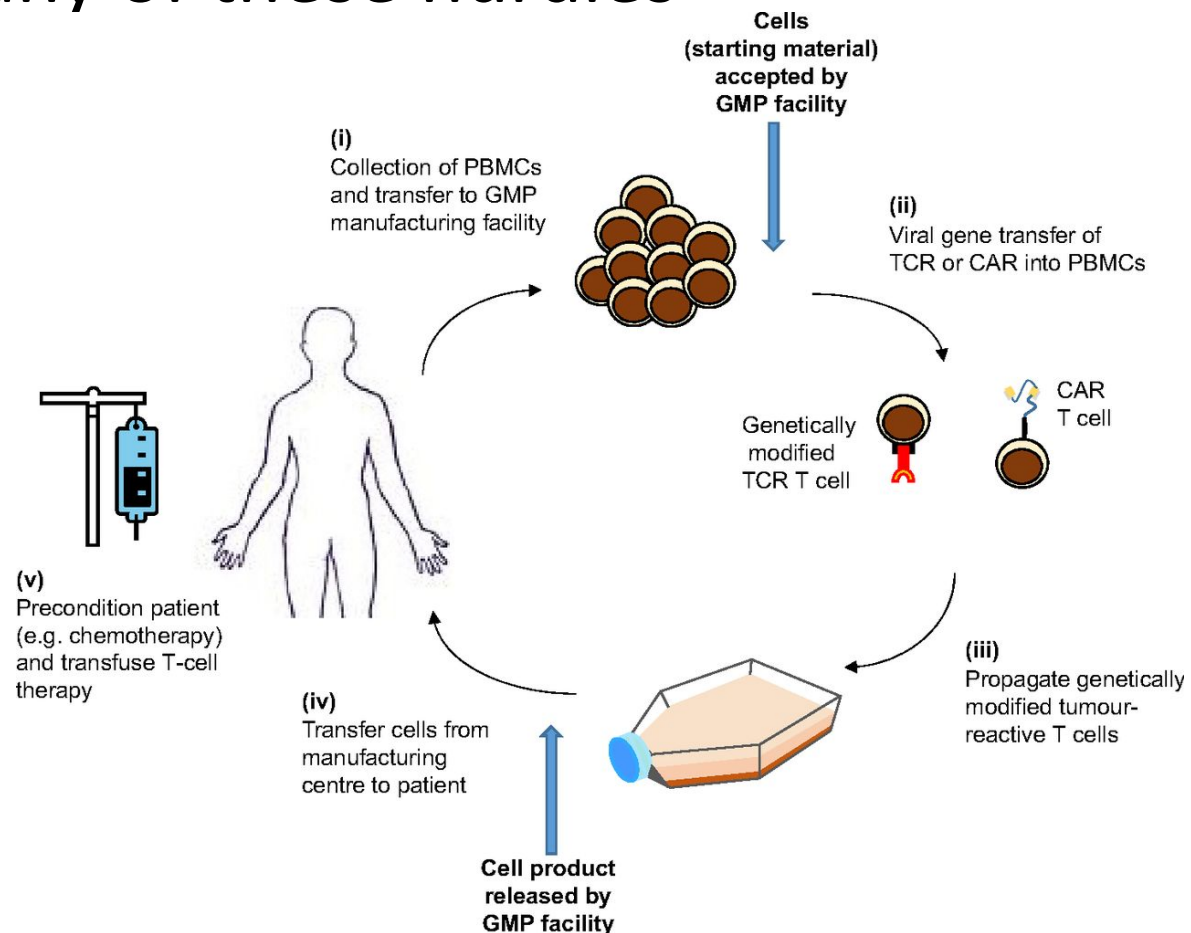 of these hurdles
Cells
(starting material)
accepted by
GMP facility
(i)
Collection of PBMCs
and transfer to GMP
manufacturing facility
(ii)
Viral gene transfer of
TCR or CAR into PBMCs
Genetically
modified
TCR T cell
CAR
T cell
(iii)
Propagate genetically
modified tumour-
reactive T cells
(iv)
Transfer cells from
manufacturing
centre to patient
(v)
Precondition patient
(e.g. chemotherapy)
and transfuse T-cell
therapy
Cell product
released by
GMP facility